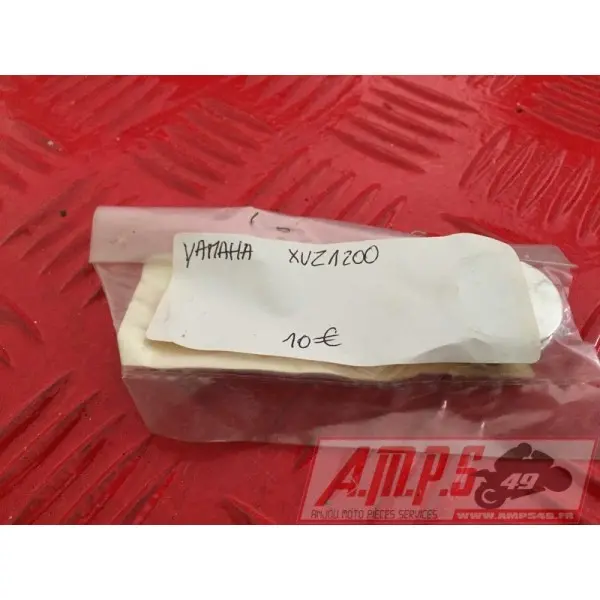 YAMAHA XVZ1200
10€
A.M.P.S 49
ANJOU MOTO PIECES SERVICES
WWW.AMPS49.FR